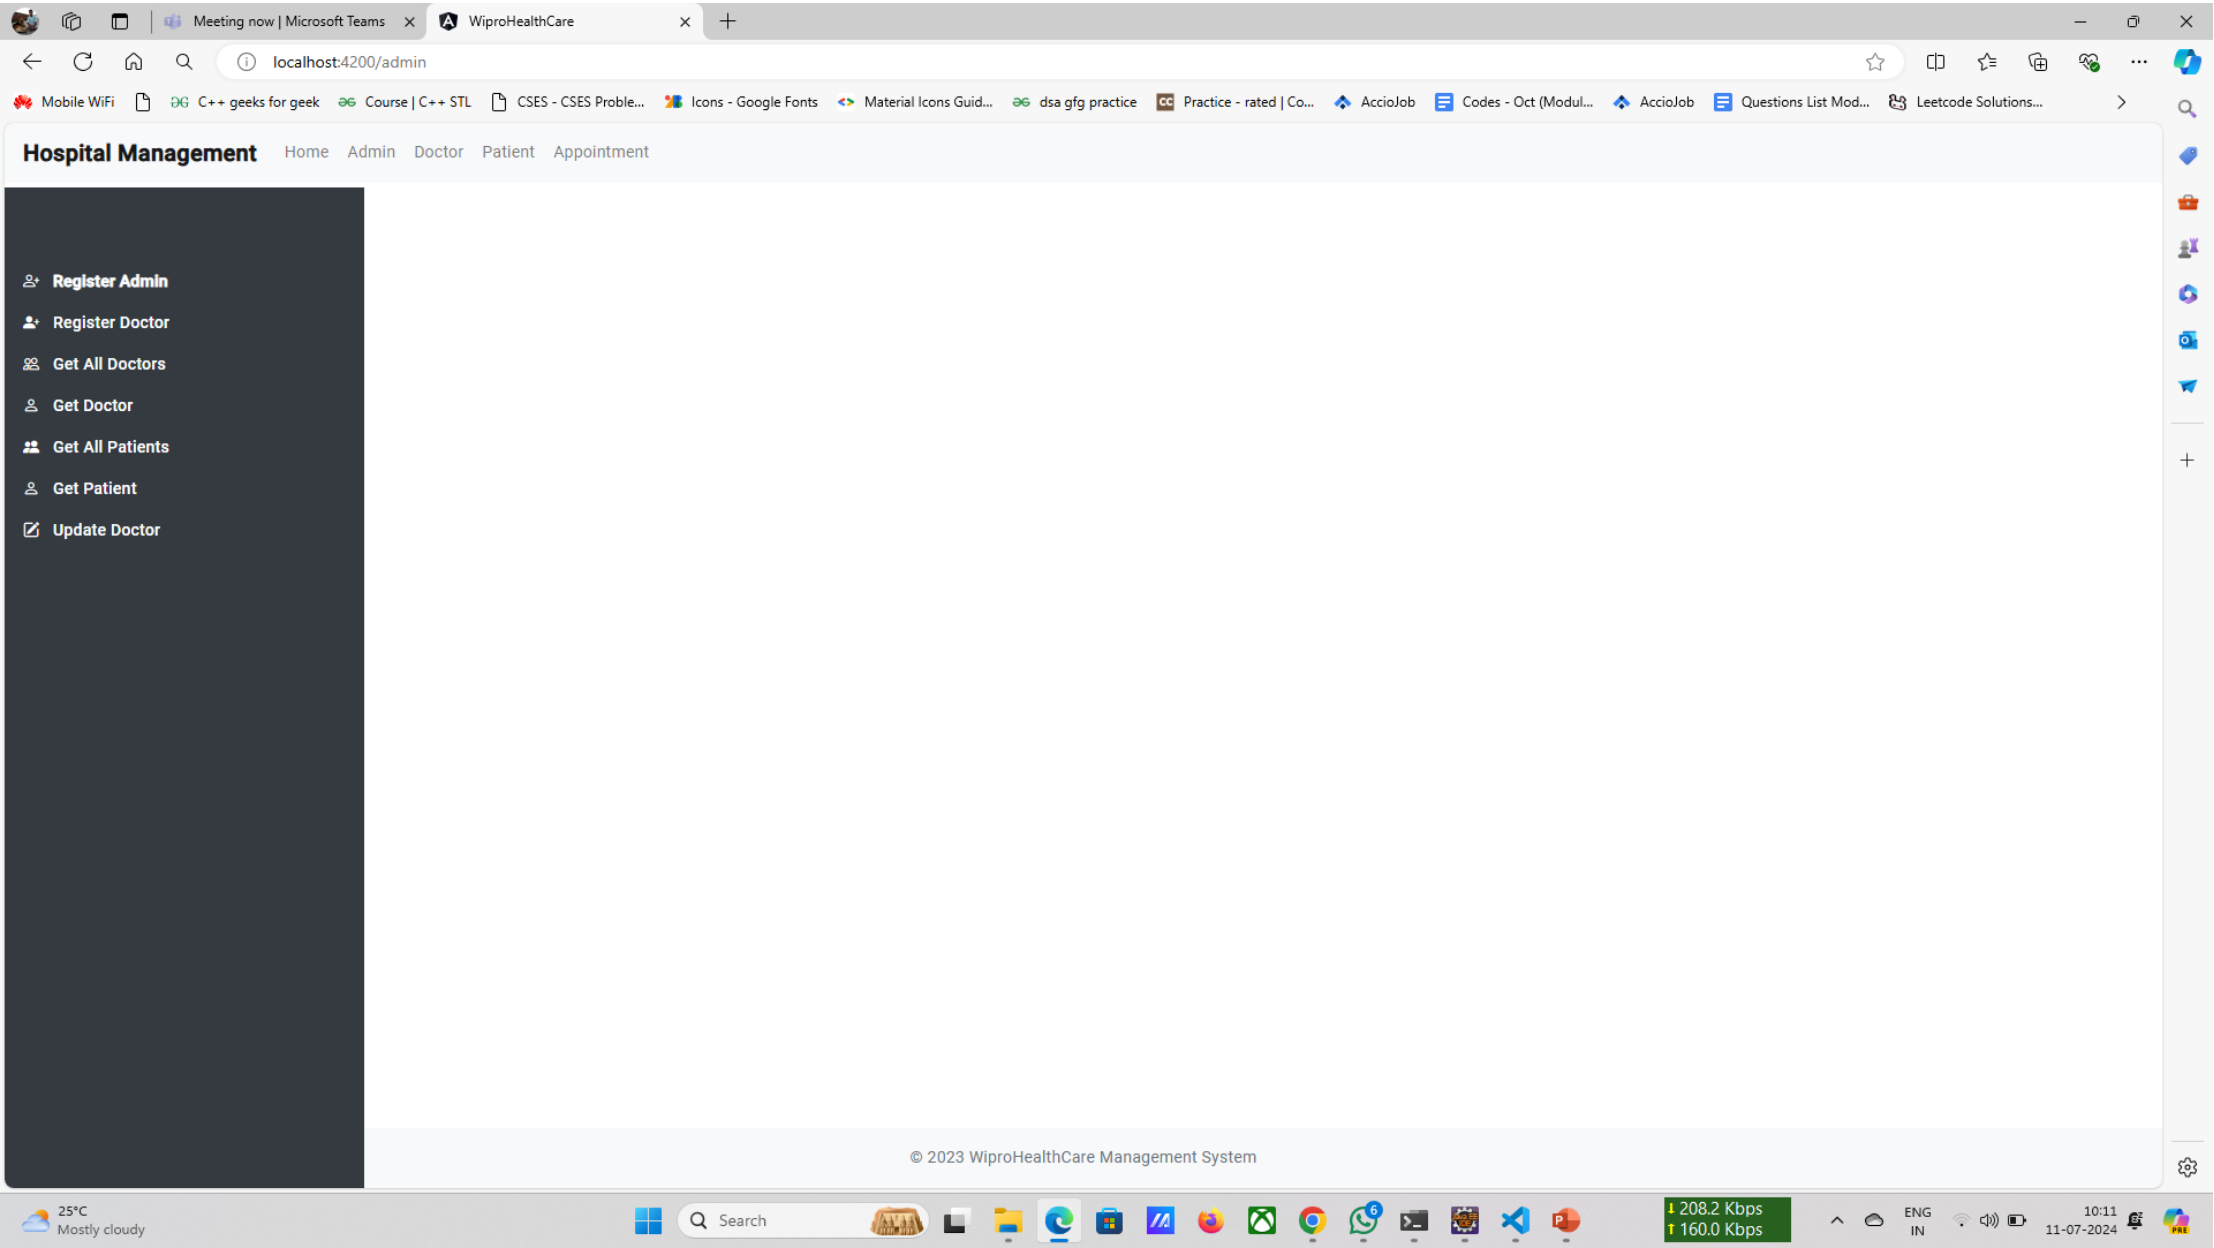 Meeting now | Microsoft Teams
WiproHealthCare
localhost:4200/admin
Mobile WiFi
C++ geeks for geek
Course | C++ STL
CSES - CSES Proble...
Icons - Google Fonts
Material Icons Guid...
dsa gfg practice
Practice - rated | Co...
AccioJob
Codes - Oct (Modul...
AccioJob
Questions List Mod...
Leetcode Solutions...
Hospital Management
Home
Admin
Doctor
Patient
Appointment
Register Admin
Register Doctor
Get All Doctors
Get Doctor
Get All Patients
Get Patient
Update Doctor
© 2023 WiproHealthCare Management System
25°C
Mostly cloudy
Search
6
208.2 Kbps
160.0 Kbps
ENG
IN
10:11
11-07-2024
PRE